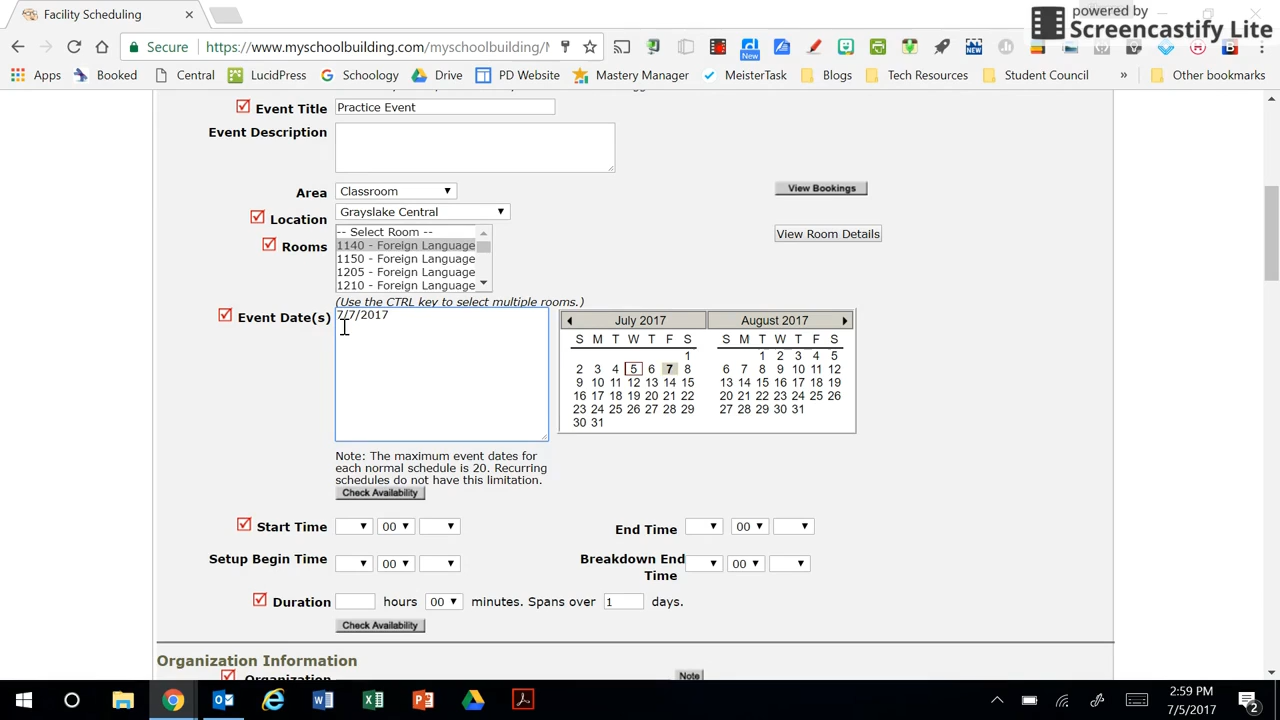 Facility Scheduling
powered by
Screencastify Lite
Secure https://www.myschoolbuilding.com/myschoolbuilding/
New
NEW
Apps Booked Central LucidPress Schoology Drive PD Website Mastery Manager MeisterTask Blogs Tech Resources Student Council » Other bookmarks
Event Title Practice Event
Event Description
Area Classroom View Bookings
Location Grayslake Central
-- Select Room -- View Room Details
Rooms 1140 - Foreign Language
1150 - Foreign Language
1205 - Foreign Language
1210 - Foreign Language
(Use the CTRL key to select multiple rooms.)
Event Date(s) 7/7/2017
July 2017 August 2017
S M T W T F S S M T W T F S
1 1 2 3 4 5
2 3 4 5 6 7 8 6 7 8 9 10 11 12
9 10 11 12 13 14 15 13 14 15 16 17 18 19
16 17 18 19 20 21 22 20 21 22 23 24 25 26
23 24 25 26 27 28 29 27 28 29 30 31
30 31
Note: The maximum event dates for
each normal schedule is 20. Recurring
schedules do not have this limitation.
Check Availability
Start Time 00 End Time 00
Setup Begin Time 00 Breakdown End Time 00
Duration hours 00 minutes. Spans over 1 days.
Check Availability
Organization Information
Organization Note
2:59 PM
7/5/2017
2